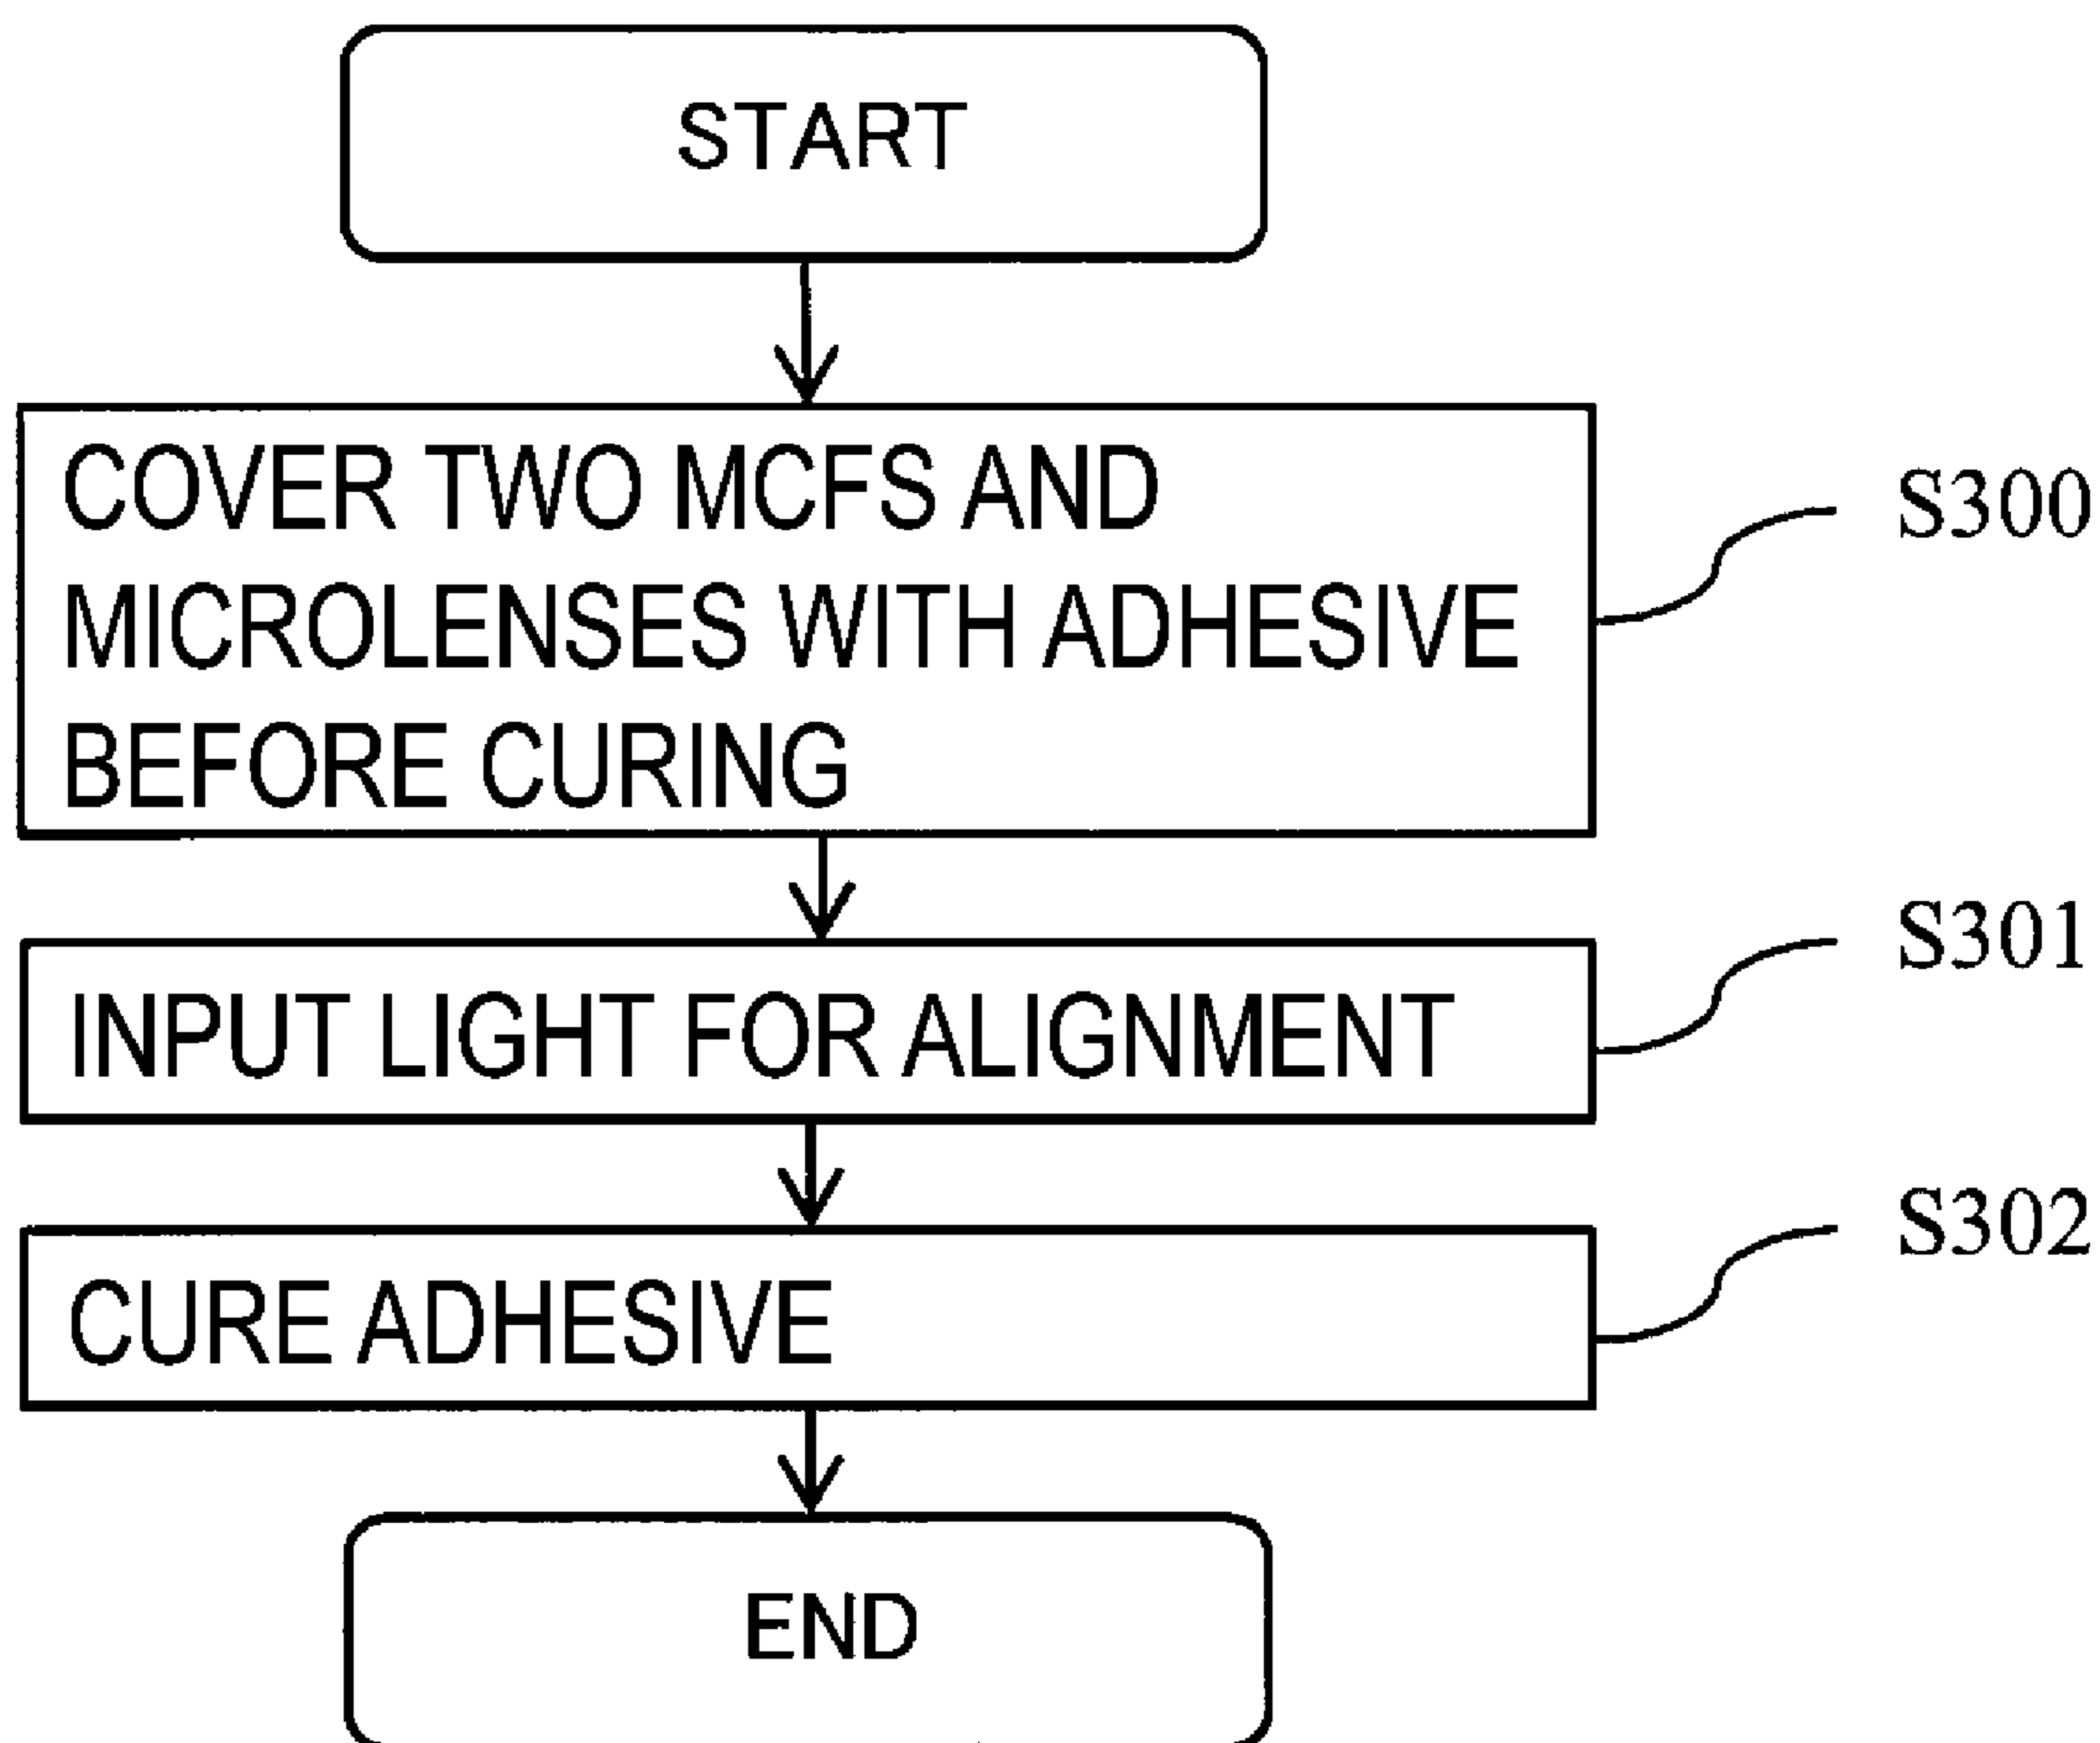 START
COVER TWO MCFS AND
MICROLENSES WITH ADHESIVE
BEFORE CURING
S300
INPUT LIGHT FOR ALIGNMENT
S301
CURE ADHESIVE
S302
END